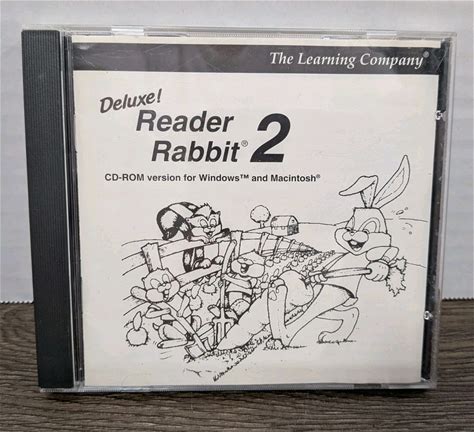 The Learning Company®
Deluxe!
Reader
Rabbit® 2
CD-ROM version for Windows™ and Macintosh®